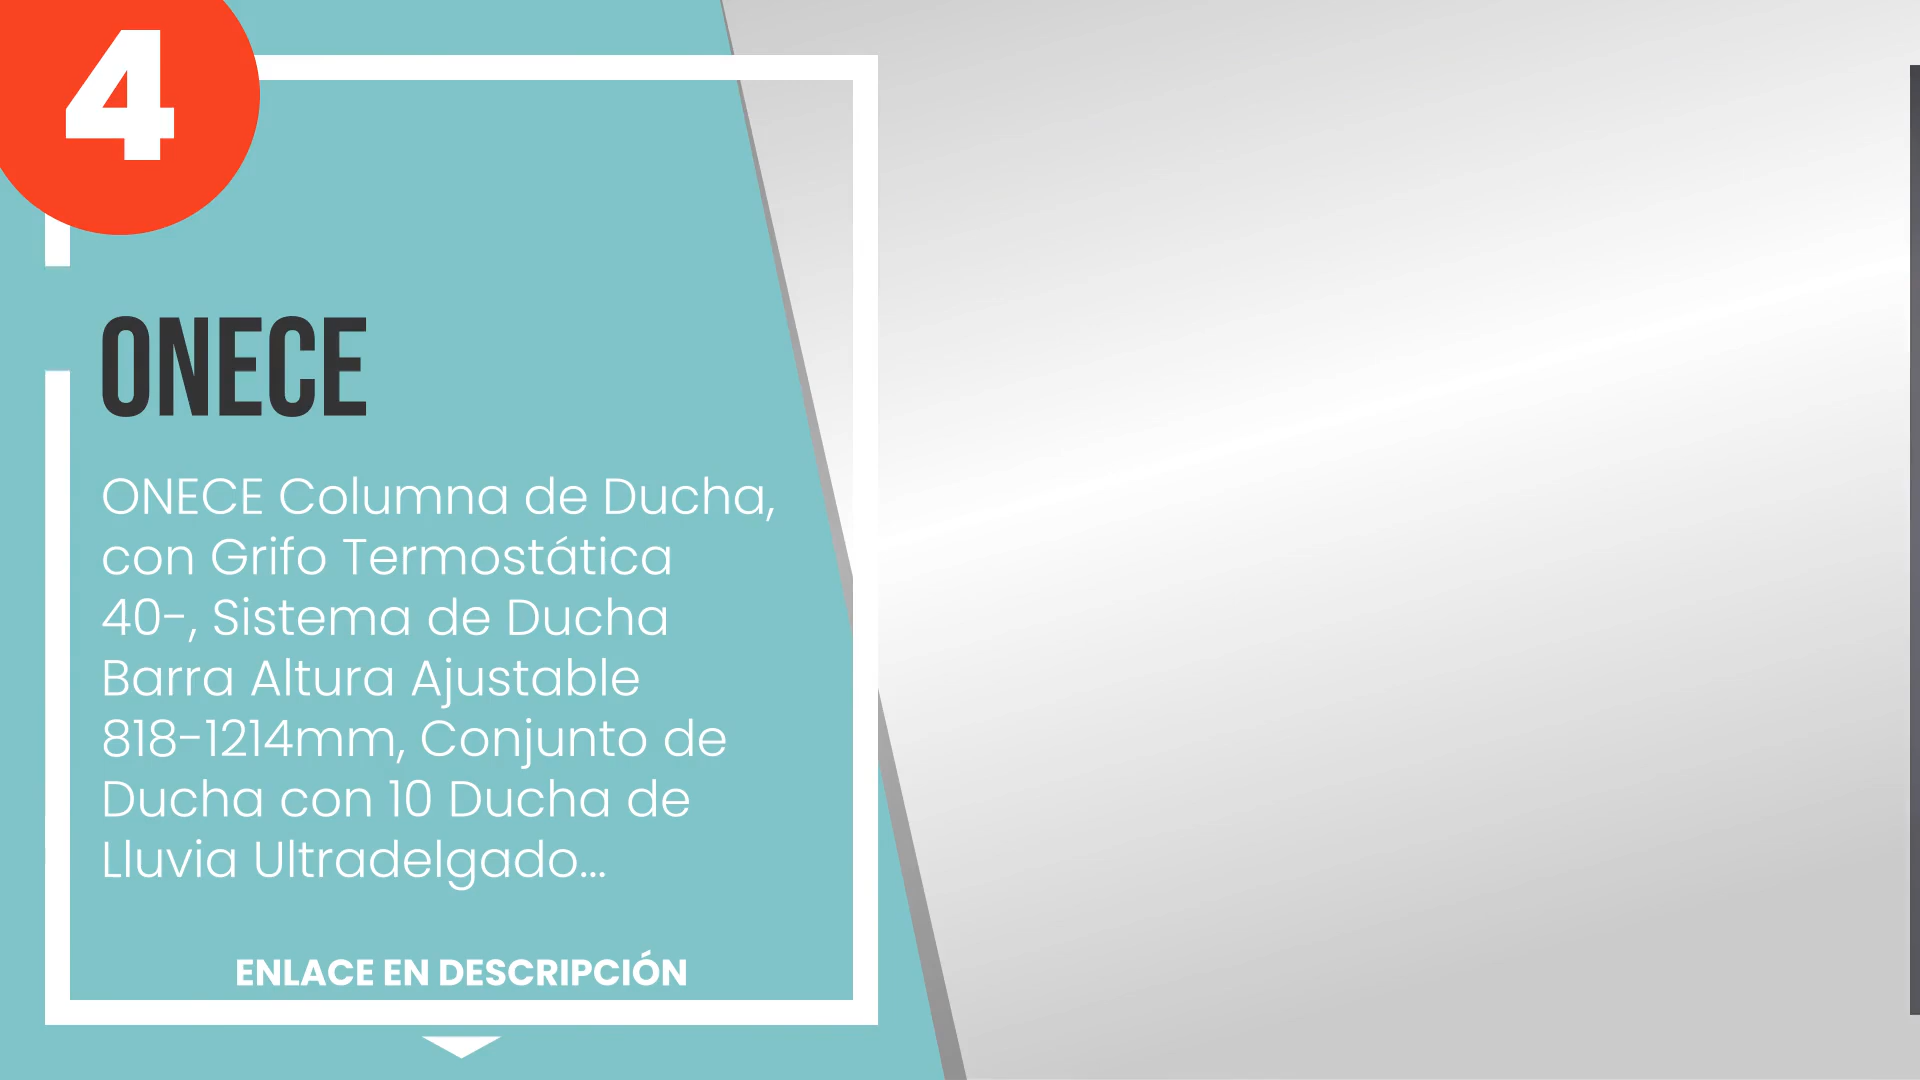 4
ONECE
ONECE Columna de Ducha,
con Grifo Termostática
40-, Sistema de Ducha
Barra Altura Ajustable
818-1214mm, Conjunto de
Ducha con 10 Ducha de
Lluvia Ultradelgado...
ENLACE EN DESCRIPCIÓN